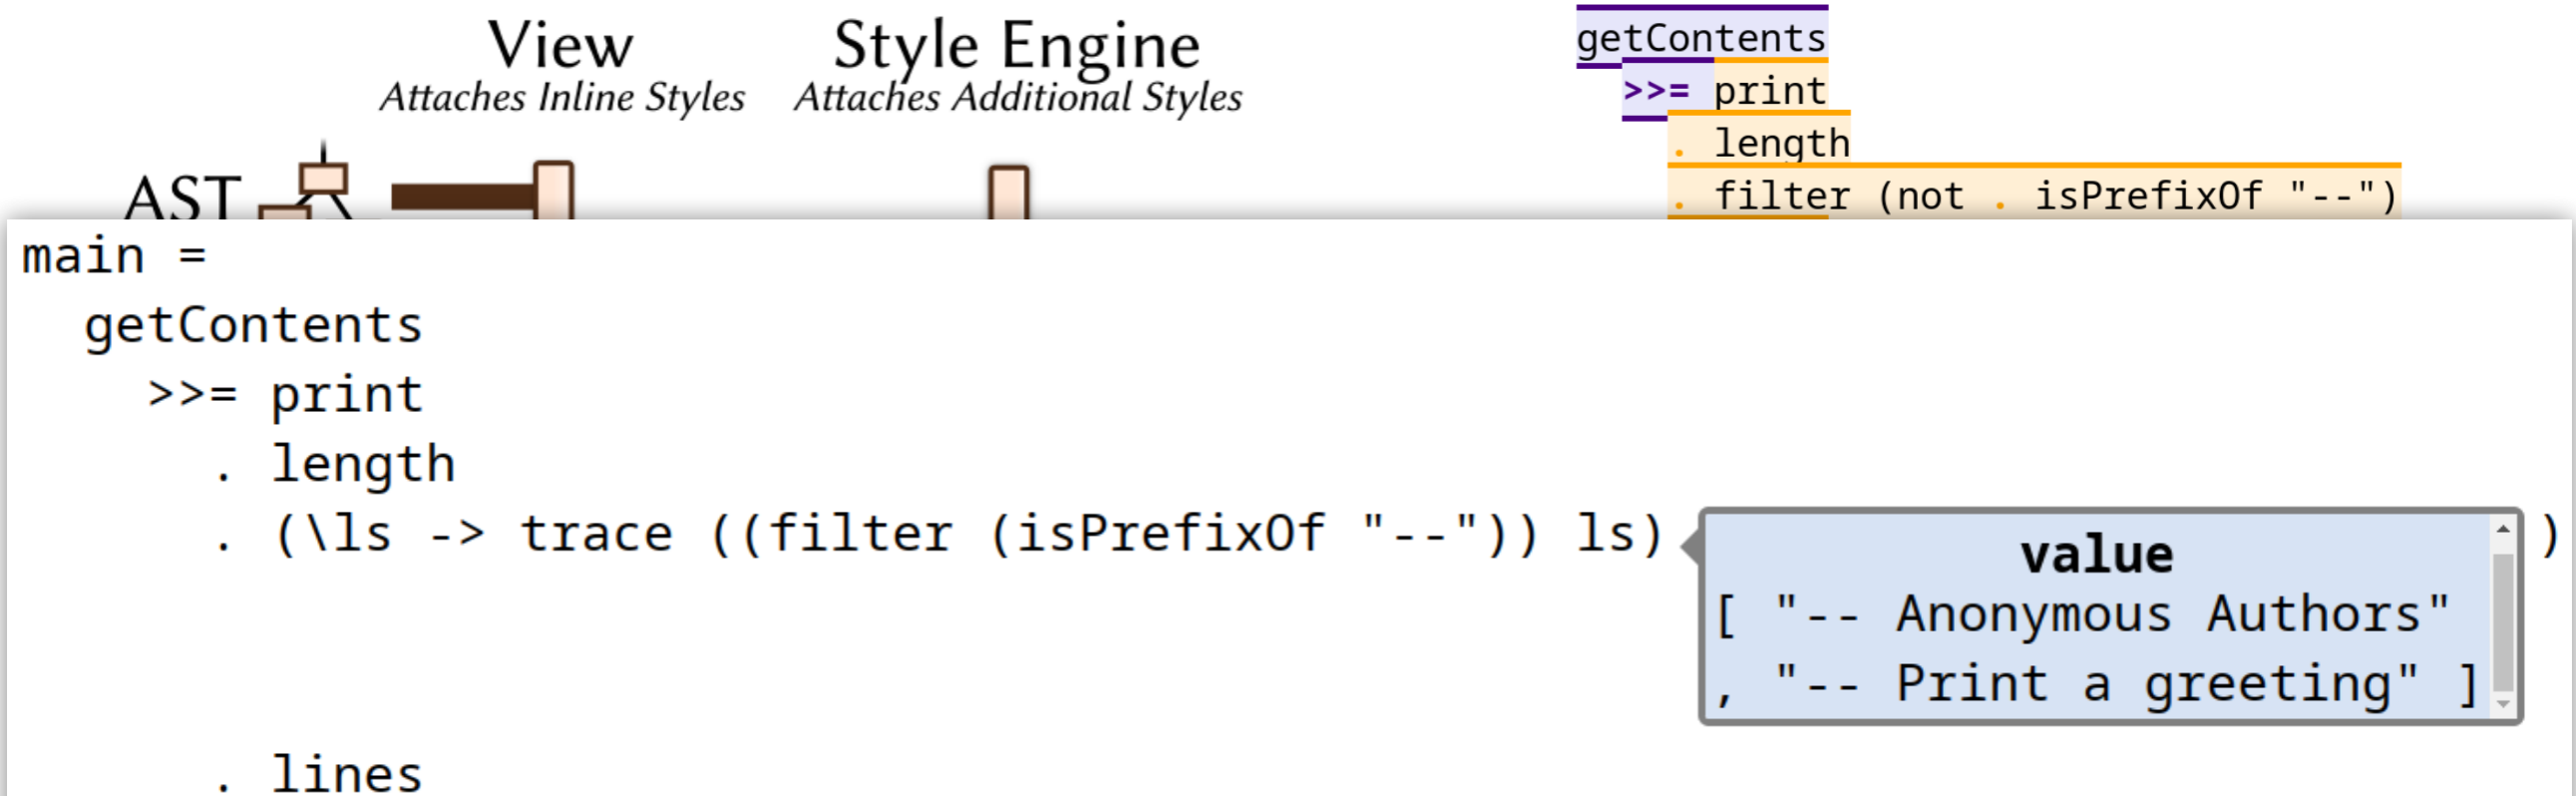 View
Attaches Inline Styles
Style Engine
Attaches Additional Styles
AST
getContents
>>= print
. length
. filter (not . isPrefixOf "--")
main =
getContents
>>= print
. length
. (\ls -> trace ((filter (isPrefixOf "--")) ls) )
value
[ "-- Anonymous Authors"
, "-- Print a greeting" ]
. lines